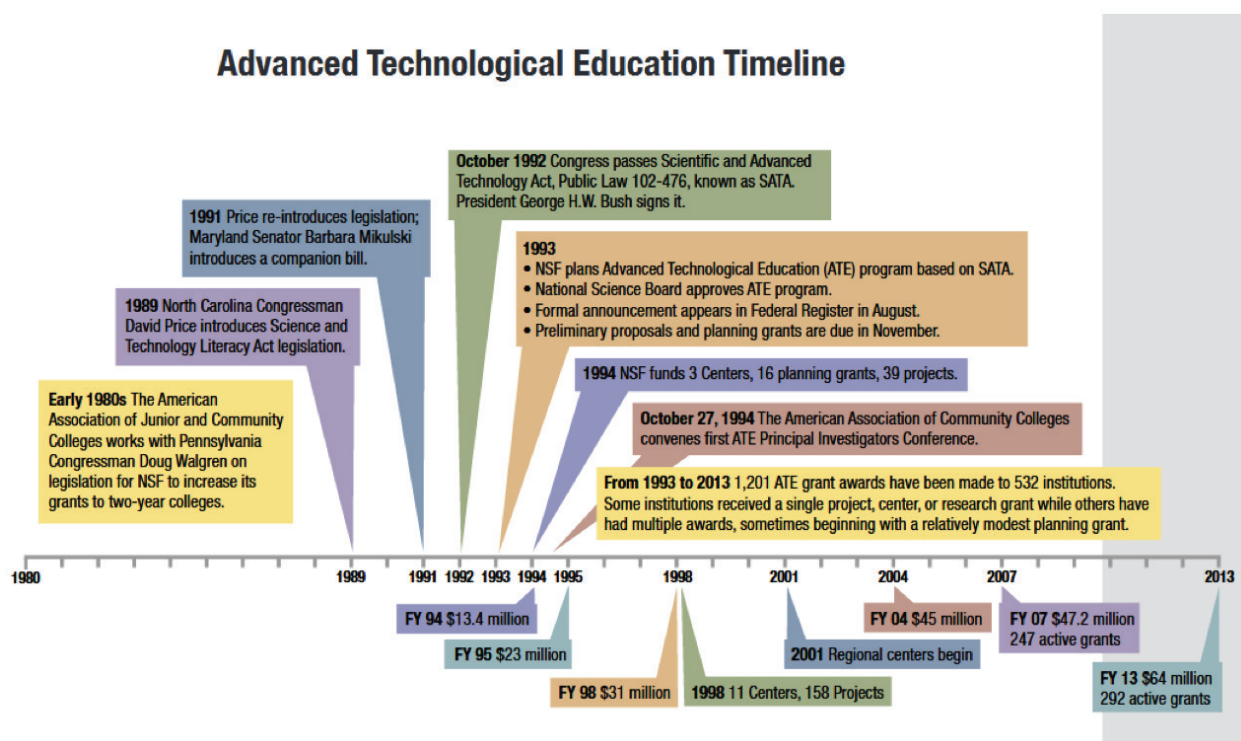 Advanced Technological Education Timeline
October 1992 Congress passes Scientific and Advanced
Technology Act, Public Law 102-476, known as SATA.
President George H.W. Bush signs it.
1991 Price re-introduces legislation;
Maryland Senator Barbara Mikulski
introduces a companion bill.
1993
• NSF plans Advanced Technological Education (ATE) program based on SATA.
• National Science Board approves ATE program.
• Formal announcement appears in Federal Register in August.
• Preliminary proposals and planning grants are due in November.
1989 North Carolina Congressman
David Price introduces Science and
Technology Literacy Act legislation.
1994 NSF funds 3 Centers, 16 planning grants, 39 projects.
Early 1980s The American
Association of Junior and Community
Colleges works with Pennsylvania
Congressman Doug Walgren on
legislation for NSF to increase its
grants to two-year colleges.
October 27, 1994 The American Association of Community Colleges
convenes first ATE Principal Investigators Conference.
From 1993 to 2013 1,201 ATE grant awards have been made to 532 institutions.
Some institutions received a single project, center, or research grant while others have
had multiple awards, sometimes beginning with a relatively modest planning grant.
1980 1989 1991 1992 1993 1994 1995 1998 2001 2004 2007 2013
FY 94 $13.4 million
FY 04 $45 million
FY 07 $47.2 million
247 active grants
FY 95 $23 million
2001 Regional centers begin
FY 98 $31 million
1998 11 Centers, 158 Projects
FY 13 $64 million
292 active grants